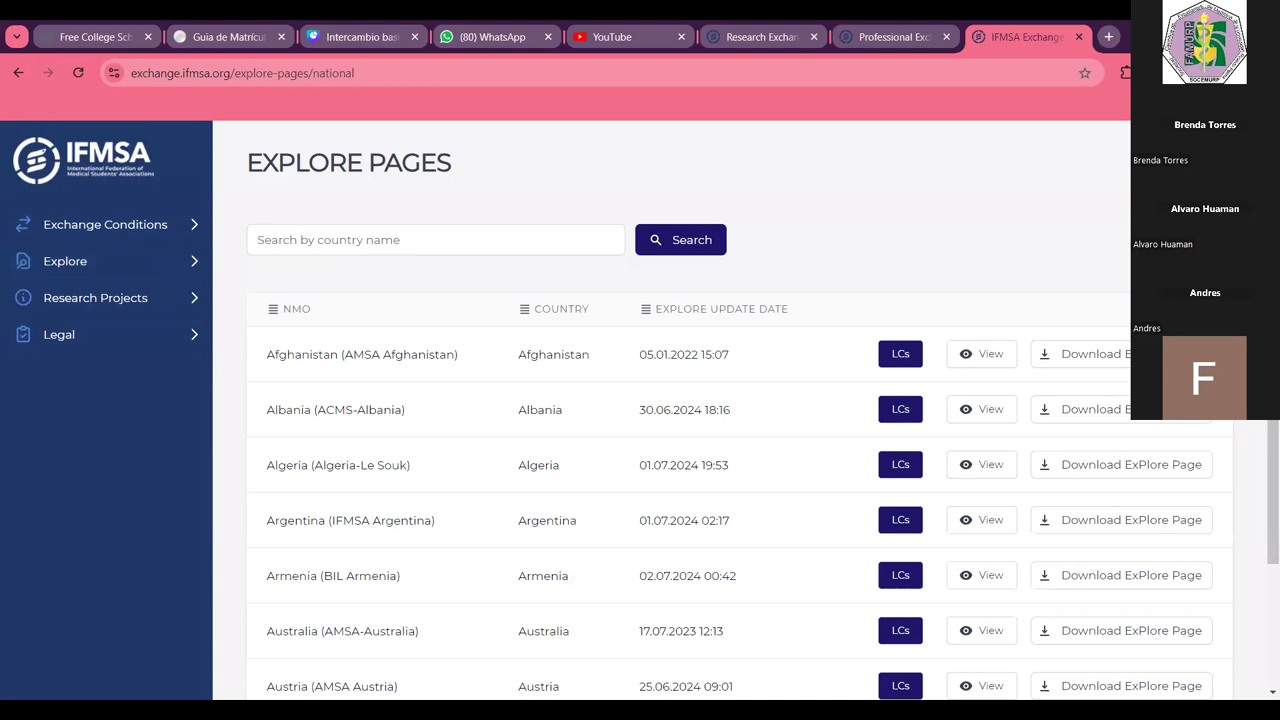 Free College Sch
Guia de Matrícul
Intercambio basi
(80) WhatsApp
YouTube
Research Exchan
Professional Exc
IFMSA Exchange
exchange.ifmsa.org/explore-pages/national
IFMSA
International Federation of
Medical Students' Associations
Exchange Conditions
Explore
Research Projects
Legal
EXPLORE PAGES
Search by country name
Search
NMO COUNTRY EXPLORE UPDATE DATE
Afghanistan (AMSA Afghanistan) Afghanistan 05.01.2022 15:07 LCs View Download E
Albania (ACMS-Albania) Albania 30.06.2024 18:16 LCs View Download E
Algeria (Algeria-Le Souk) Algeria 01.07.2024 19:53 LCs View Download ExPlore Page
Argentina (IFMSA Argentina) Argentina 01.07.2024 02:17 LCs View Download ExPlore Page
Armenia (BIL Armenia) Armenia 02.07.2024 00:42 LCs View Download ExPlore Page
Australia (AMSA-Australia) Australia 17.07.2023 12:13 LCs View Download ExPlore Page
Austria (AMSA Austria) Austria 25.06.2024 09:01 LCs View Download ExPlore Page
SOCEMURP
Brenda Torres
Brenda Torres
Alvaro Huaman
Alvaro Huaman
Andres
Andres
F